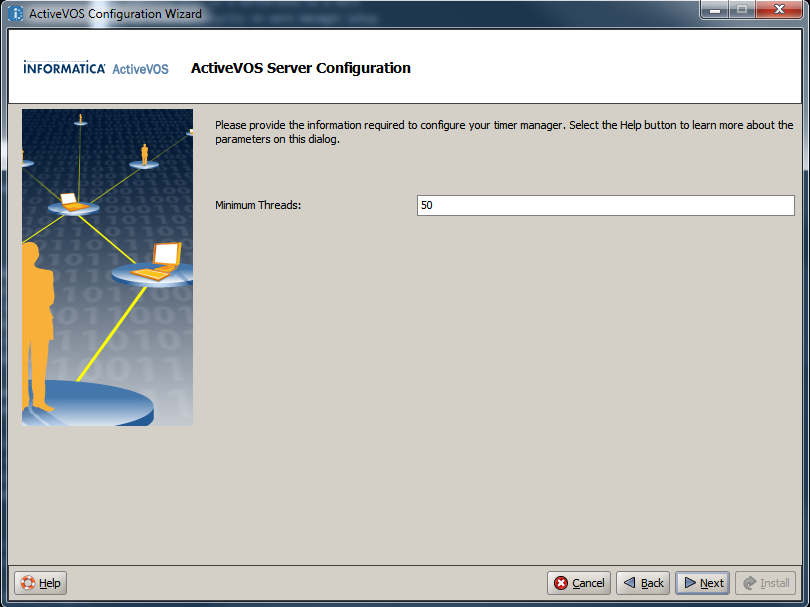 ActiveVOS Configuration Wizard
INFORMATICA ActiveVOS
ActiveVOS Server Configuration
Please provide the information required to configure your timer manager. Select the Help button to learn more about the
parameters on this dialog.
Minimum Threads:
50
Help
Cancel
Back
Next
Install